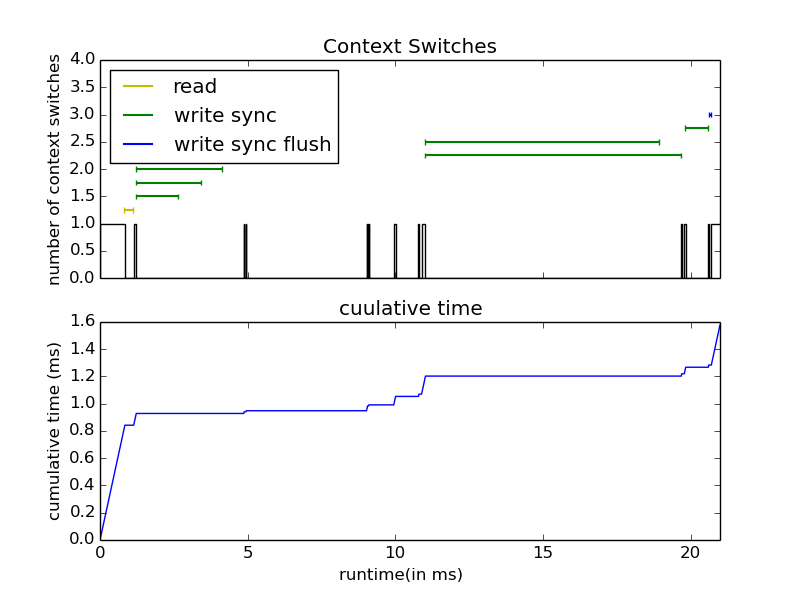 Context Switches
number of context switches
4.0
3.5
3.0
2.5
2.0
1.5
1.0
0.5
0.0
read
write sync
write sync flush
cuulative time
cumulative time (ms)
1.6
1.4
1.2
1.0
0.8
0.6
0.4
0.2
0.0
0 5 10 15 20
runtime(in ms)